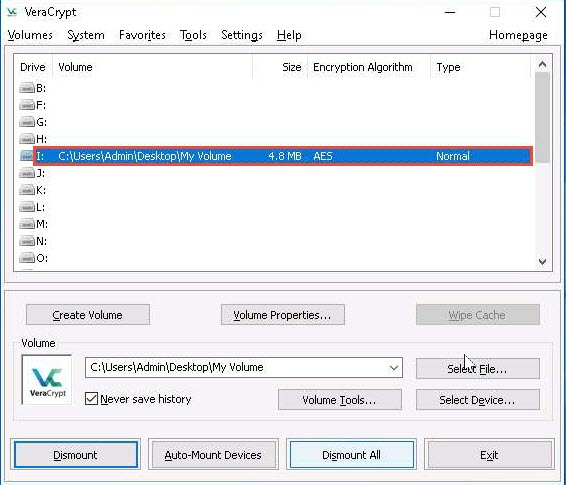 VeraCrypt
Volumes System Favorites Tools Settings Help Homepage
Drive Volume Size Encryption Algorithm Type
B:
F:
G:
H:
I: C:\Users\Admin\Desktop\My Volume 4.8 MB AES Normal
J:
K:
L:
M:
N:
O:
Create Volume Volume Properties... Wipe Cache
Volume
VeraCrypt
C:\Users\Admin\Desktop\My Volume
Select File...
Never save history
Volume Tools... Select Device...
Dismount Auto-Mount Devices Dismount All Exit